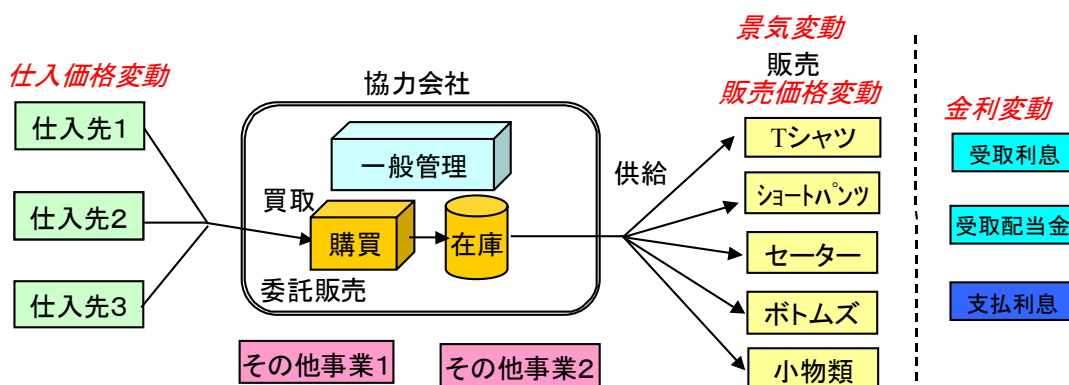 仕入価格変動
仕入先1
仕入先2
仕入先3
協力会社
一般管理
買取
購買
在庫
委託販売
その他事業1
その他事業2
供給
景気変動
販売
販売価格変動
Tシャツ
ショートパンツ
セーター
ボトムズ
小物類
金利変動
受取利息
受取配当金
支払利息